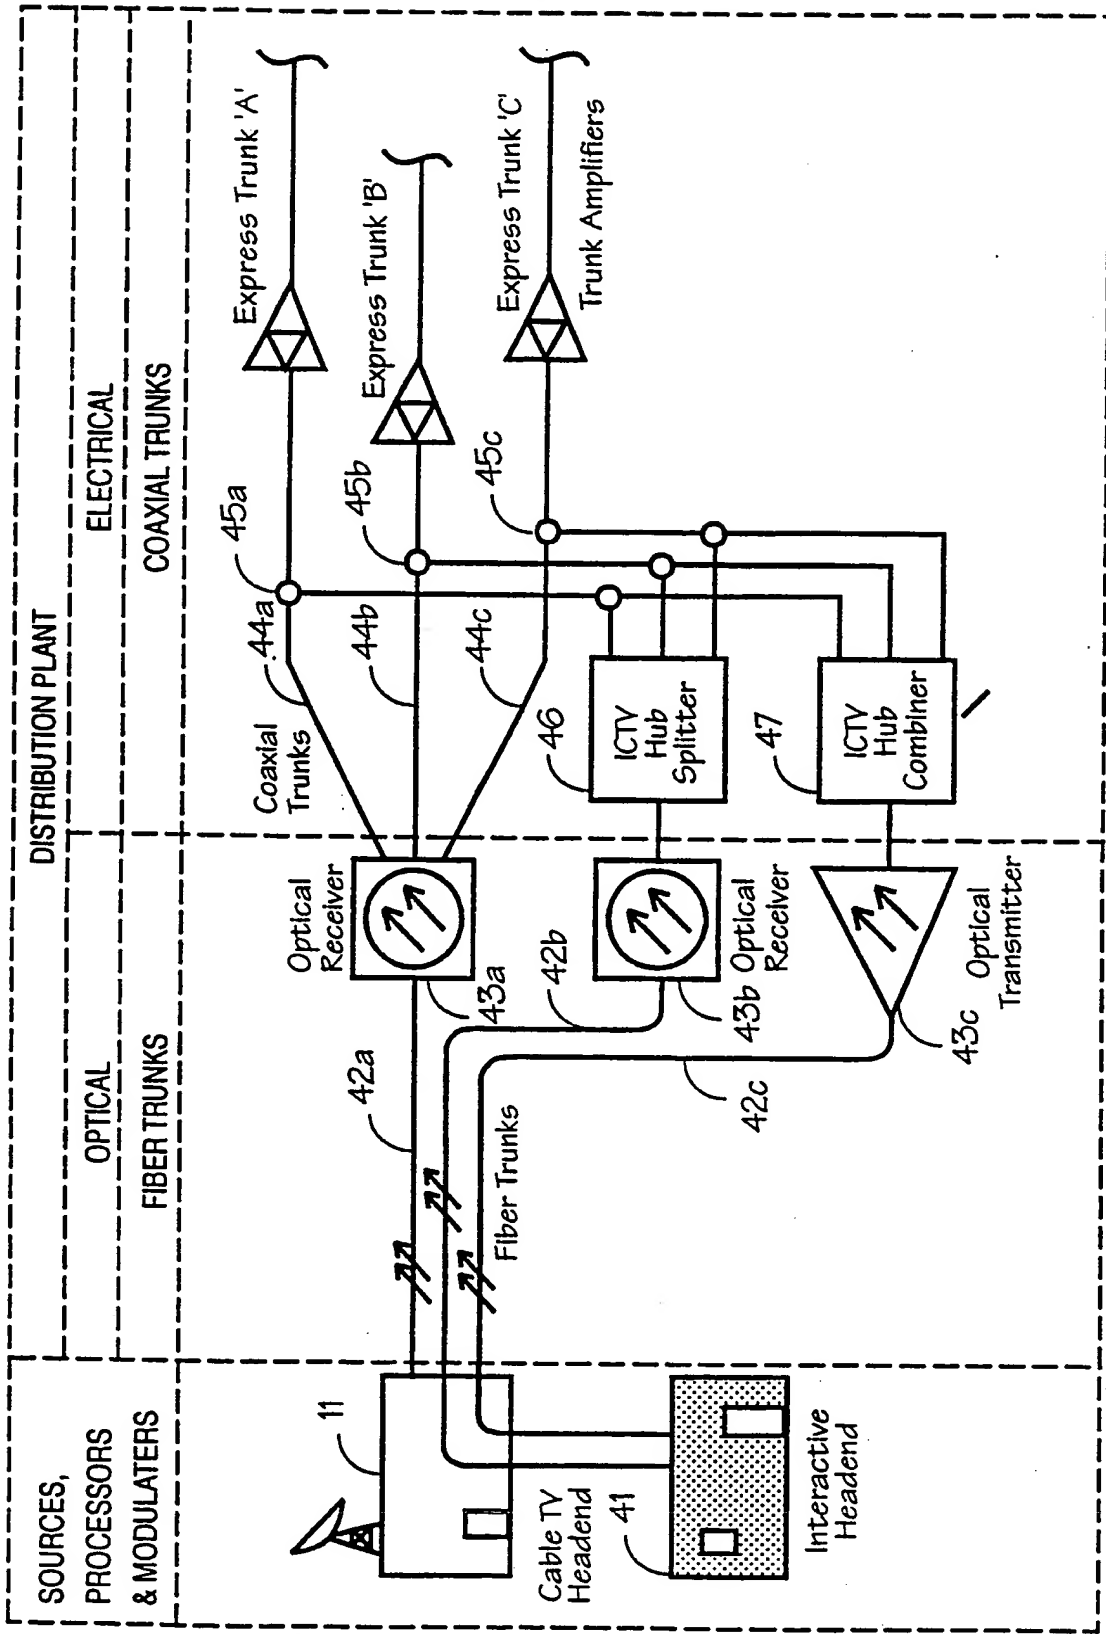 DISTRIBUTION PLANT
SOURCES,
PROCESSORS
& MODULATERS
OPTICAL
ELECTRICAL
FIBER TRUNKS
COAXIAL TRUNKS
11
Cable TV
Headend
41
Interactive
Headend
42a
42b
42c
Fiber Trunks
Optical
Receiver
43a
43b
Optical
Receiver
43c
Optical
Transmitter
Coaxial
Trunks
44a
44b
44c
45a
45b
45c
46
ICTV
Hub
Splitter
47
ICTV
Hub
Combiner
Express Trunk 'A'
Express Trunk 'B'
Express Trunk 'C'
Trunk Amplifiers